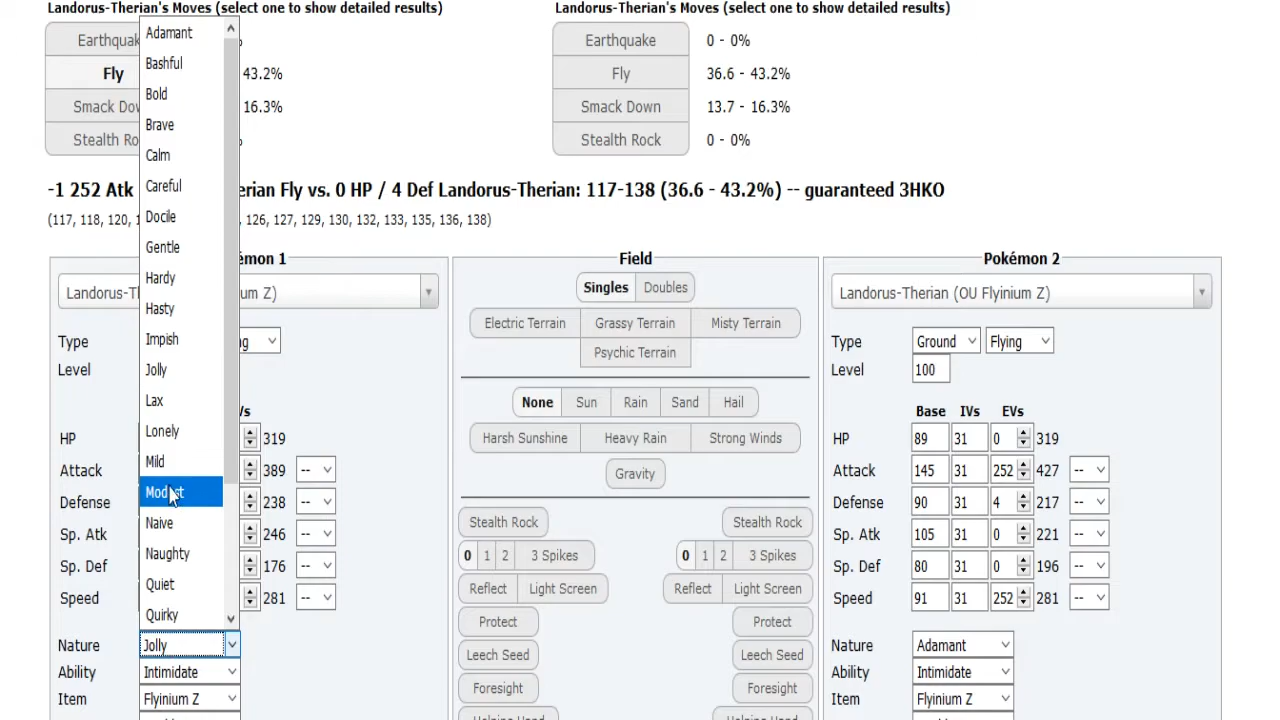 Landorus-Therian's Moves (select one to show detailed results)
Landorus-Therian's Moves (select one to show detailed results)
Earthquake 0 - 0%
43.2%
Fly 36.6 - 43.2%
Fly
16.3%
Smack Down 13.7 - 16.3%
Stealth Rock 0 - 0%
-1 252 Atk erian Fly vs. 0 HP / 4 Def Landorus-Therian: 117-138 (36.6 - 43.2%) -- guaranteed 3HKO
(117, 118, 120, 126, 127, 129, 130, 132, 133, 135, 136, 138)
Adamant
Bashful
Bold
Brave
Calm
Careful
Docile
Gentle
Hardy
Hasty
Impish
Jolly
Lax
Lonely
Mild
Modest
Naive
Naughty
Quiet
Quirky
émon 1
um Z)
Type
Level
HP 319
Attack 389 --
Defense 238 --
Sp. Atk 246 --
Sp. Def 176 --
Speed 281 --
Nature Jolly
Ability Intimidate
Item Flyinium Z
Field
Singles Doubles
Electric Terrain Grassy Terrain Misty Terrain
Psychic Terrain
None Sun Rain Sand Hail
Harsh Sunshine Heavy Rain Strong Winds
Gravity
Stealth Rock Stealth Rock
0 1 2 3 Spikes 0 1 2 3 Spikes
Reflect Light Screen Reflect Light Screen
Protect Protect
Leech Seed Leech Seed
Foresight Foresight
Helping Hand Helping Hand
Pokémon 2
Landorus-Therian (OU Flyinium Z)
Type Ground Flying
Level 100
Base IVs EVs
HP 89 31 0 319
Attack 145 31 252 427 --
Defense 90 31 4 217 --
Sp. Atk 105 31 0 221 --
Sp. Def 80 31 0 196 --
Speed 91 31 252 281 --
Nature Adamant
Ability Intimidate
Item Flyinium Z